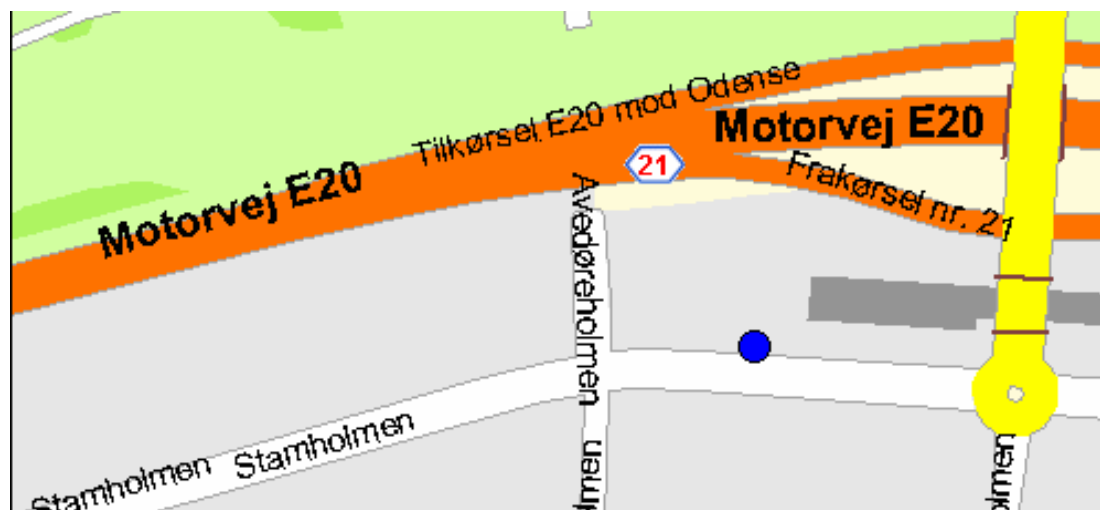 Tilkørsel E20 mod Odense
Motorvej E20
21
Frakørsel nr. 21
Motorvej E20
Avedøreholmen
Stamholmen
Stamholmen